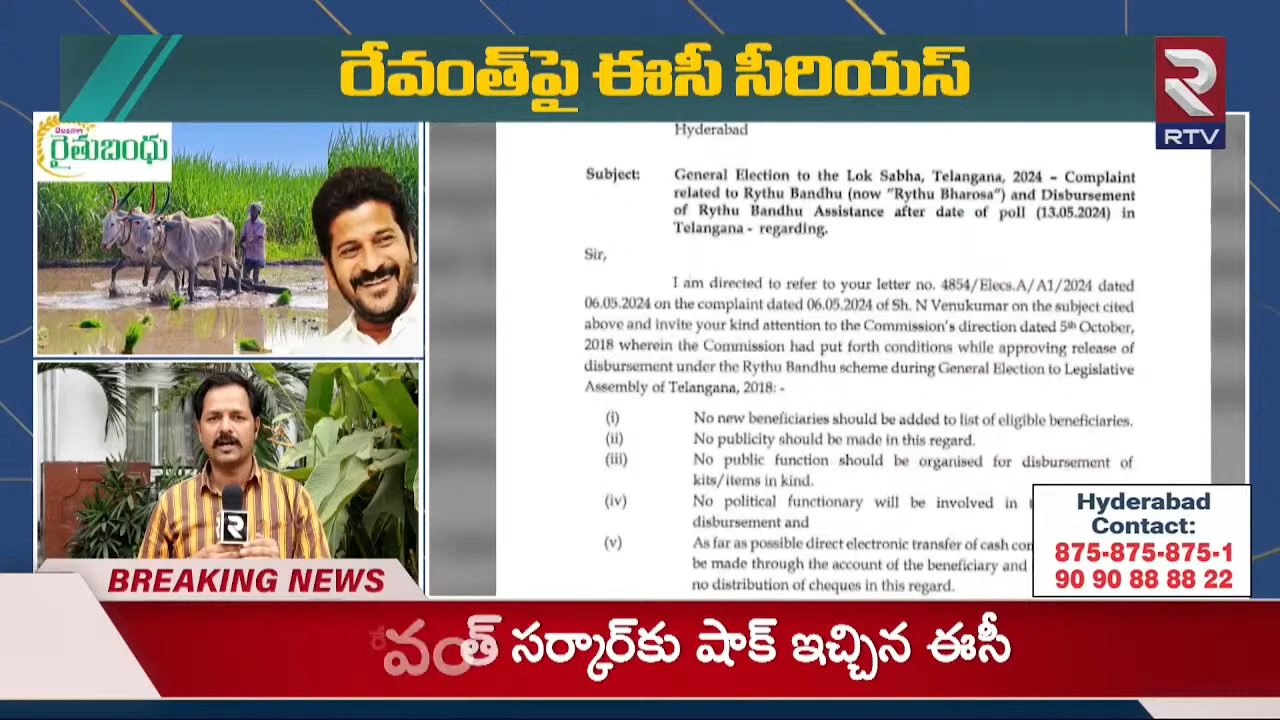 రేవంత్‌పై ఈసీ సీరియస్
R
RTV
రైతుబంధు
Hyderabad
Subject: General Election to the Lok Sabha, Telangana, 2024 – Complaint
related to Rythu Bandhu (now "Rythu Bharosa") and Disbursement
of Rythu Bandhu Assistance after date of poll (13.05.2024) in
Telangana - regarding.
Sir,
I am directed to refer to your letter no. 4854/Elecs.A/A1/2024 dated
06.05.2024 on the complaint dated 06.05.2024 of Sh. N Venukumar on the subject cited
above and invite your kind attention to the Commission's direction dated 5th October,
2018 wherein the Commission had put forth conditions while approving release of
disbursement under the Rythu Bandhu scheme during General Election to Legislative
Assembly of Telangana, 2018: -
(i) No new beneficiaries should be added to list of eligible beneficiaries.
(ii) No publicity should be made in this regard.
(iii) No public function should be organised for disbursement of
kits/items in kind.
(iv) No political functionary will be involved in
disbursement and
(v) As far as possible direct electronic transfer of cash
be made through the account of the beneficiary and
no distribution of cheques in this regard.
Hyderabad
Contact:
875-875-875-1
90 90 88 88 22
R
BREAKING NEWS
రేవంత్ సర్కార్‌కు షాక్ ఇచ్చిన ఈసీ